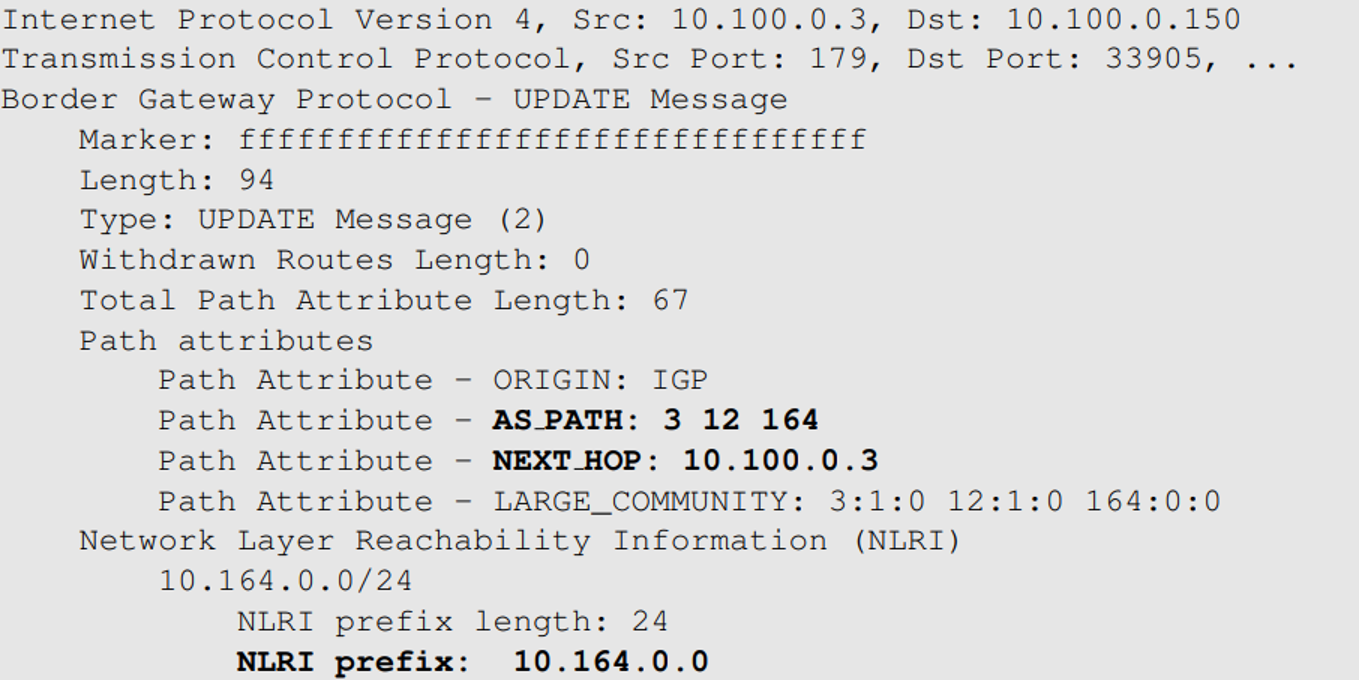 Internet Protocol Version 4, Src: 10.100.0.3, Dst: 10.100.0.150
Transmission Control Protocol, Src Port: 179, Dst Port: 33905, ...
Border Gateway Protocol - UPDATE Message
Marker: ffffffffffffffffffffffffffffffff
Length: 94
Type: UPDATE Message (2)
Withdrawn Routes Length: 0
Total Path Attribute Length: 67
Path attributes
Path Attribute - ORIGIN: IGP
Path Attribute - AS_PATH: 3 12 164
Path Attribute - NEXT_HOP: 10.100.0.3
Path Attribute - LARGE_COMMUNITY: 3:1:0 12:1:0 164:0:0
Network Layer Reachability Information (NLRI)
10.164.0.0/24
NLRI prefix length: 24
NLRI prefix: 10.164.0.0